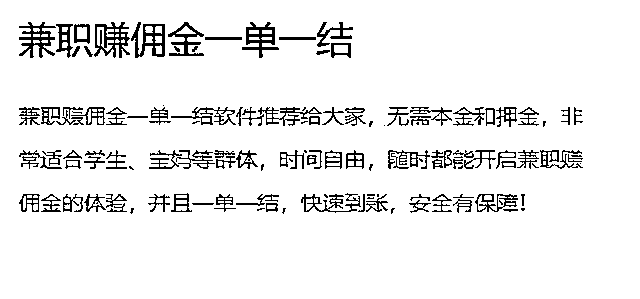 兼职赚佣金一单一结
兼职赚佣金一单一结软件推荐给大家，无需本金和押金，非
常适合学生、宝妈等群体，时间自由，随时都能开启兼职赚
佣金的体验，并且一单一结，快速到账，安全有保障！